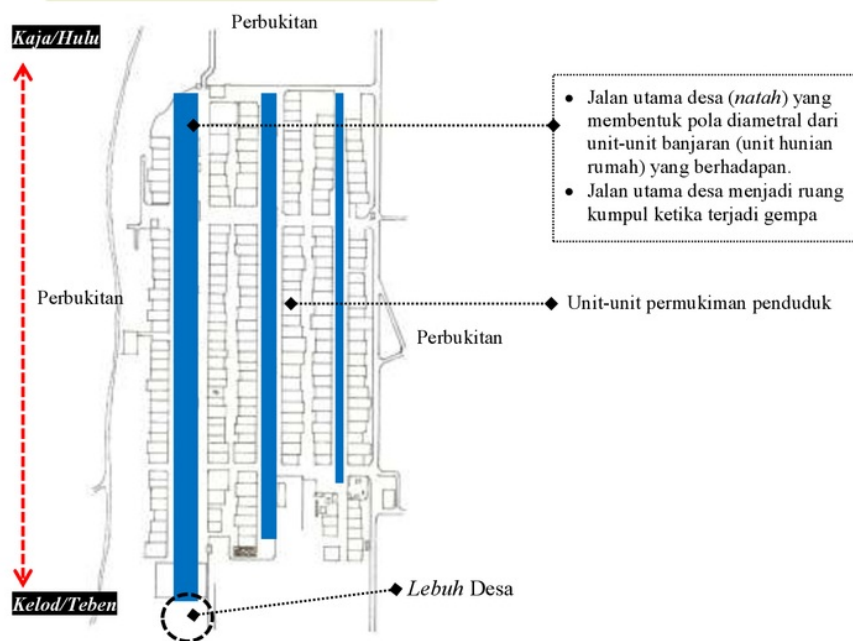 Perbukitan
Kaja/Hulu
• Jalan utama desa (natah) yang
membentuk pola diametral dari
unit-unit banjaran (unit hunian
rumah) yang berhadapan.
• Jalan utama desa menjadi ruang
kumpul ketika terjadi gempa
Perbukitan
Unit-unit permukiman penduduk
Perbukitan
Lebuh Desa
Kelod/Teben